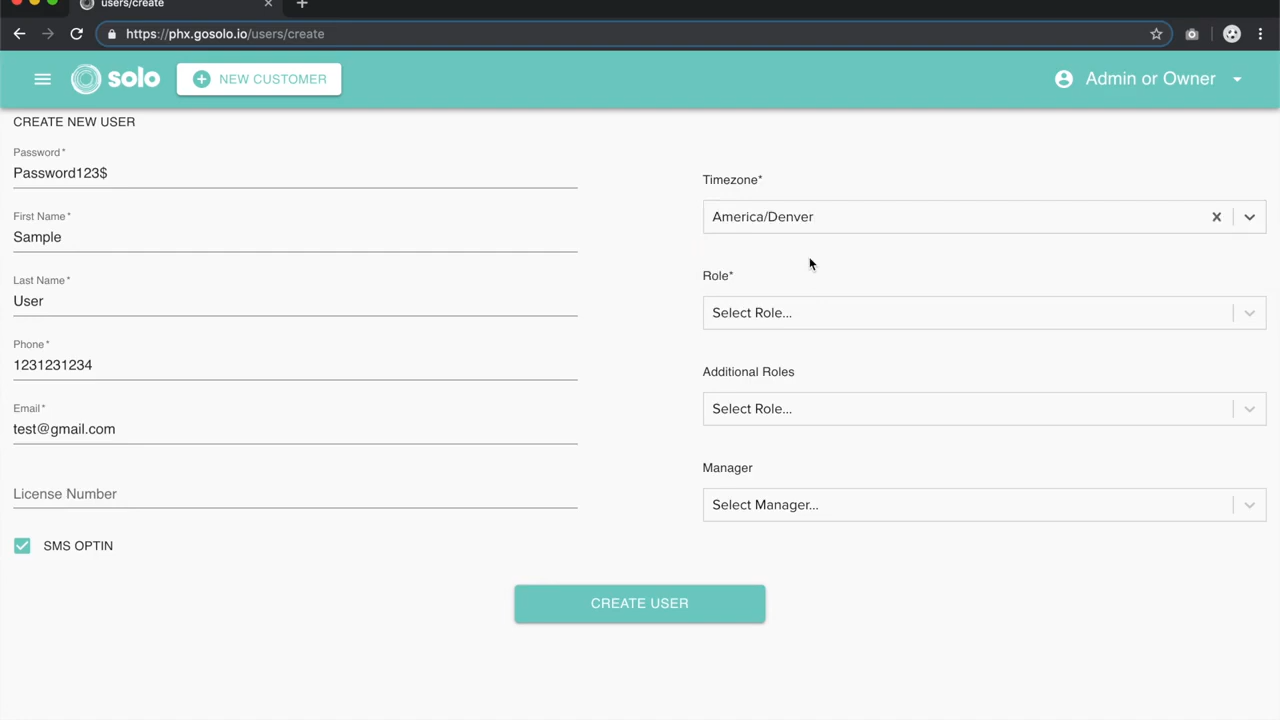 users/create
https://phx.gosolo.io/users/create
solo
NEW CUSTOMER
Admin or Owner
CREATE NEW USER
Password*
Password123$
First Name*
Sample
Last Name*
User
Phone*
1231231234
Email*
test@gmail.com
License Number
SMS OPTIN
Timezone*
America/Denver
Role*
Select Role...
Additional Roles
Select Role...
Manager
Select Manager...
CREATE USER